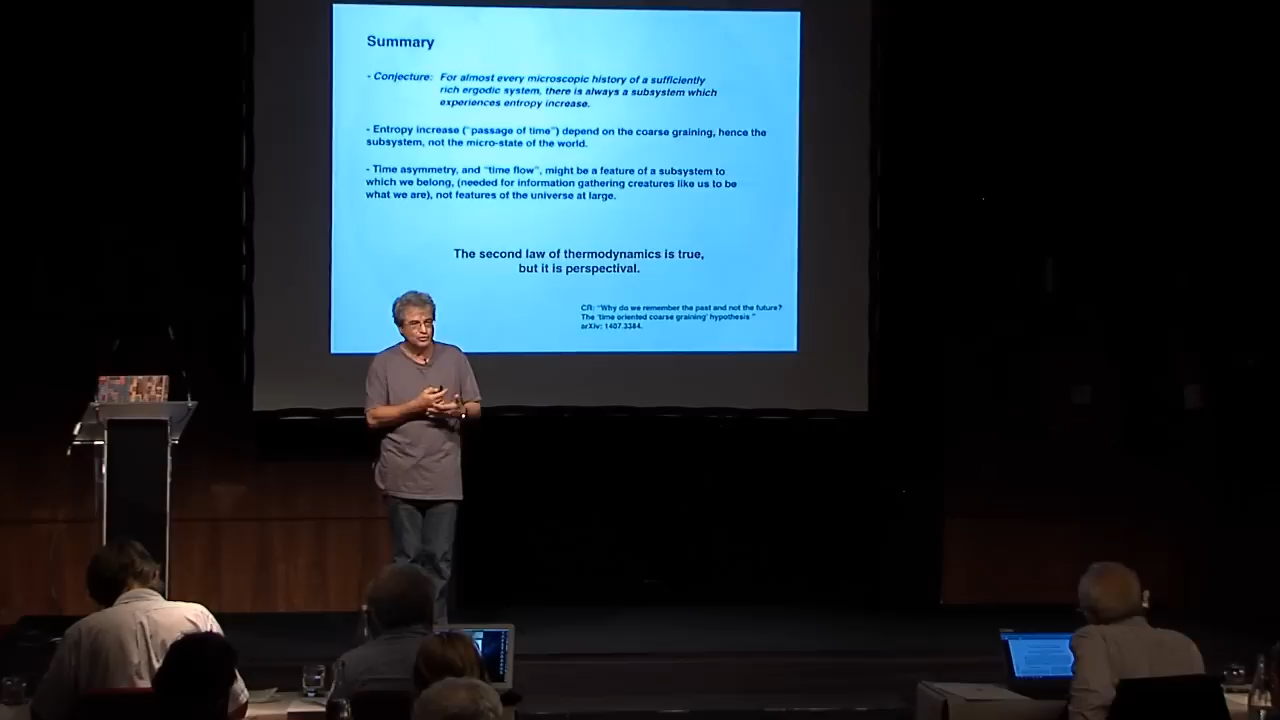 Summary
- Conjecture: For almost every microscopic history of a sufficiently
rich ergodic system, there is always a subsystem which
experiences entropy increase.
- Entropy increase ("passage of time") depend on the coarse graining, hence the
subsystem, not the micro-state of the world.
- Time asymmetry, and "time flow", might be a feature of a subsystem to
which we belong, (needed for information gathering creatures like us to be
what we are), not features of the universe at large.
The second law of thermodynamics is true,
but it is perspectival.
CR: "Why do we remember the past and not the future?
The 'time oriented coarse graining' hypothesis "
arXiv: 1407.3384.